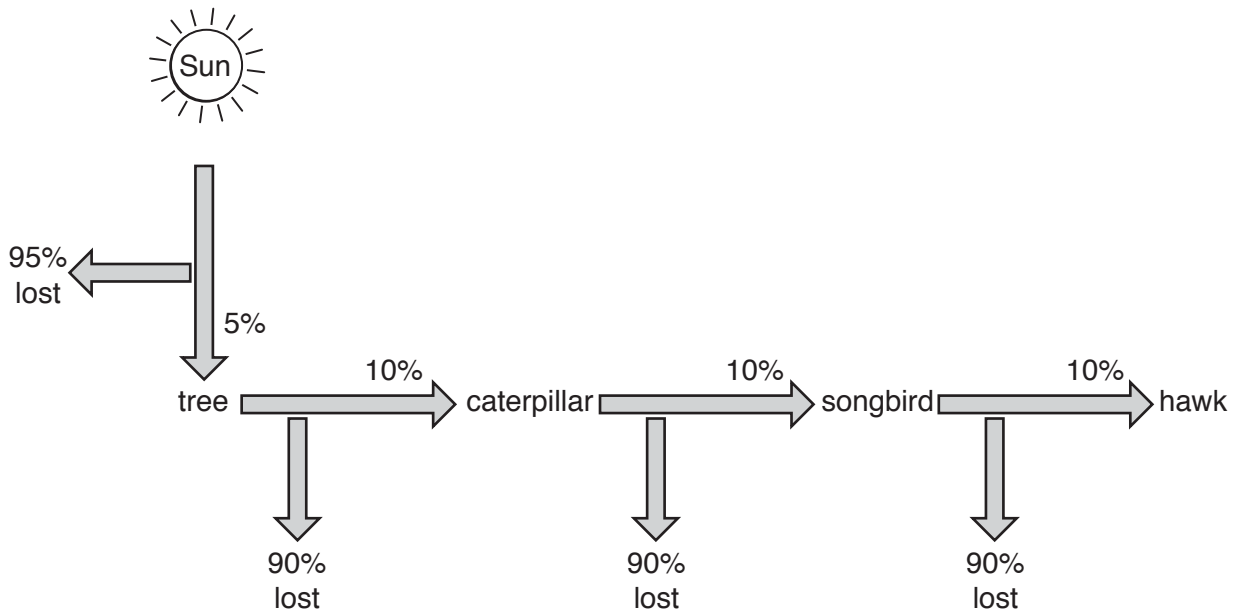 Sun
95%
lost
5%
10%
10%
10%
tree
caterpillar
songbird
hawk
90%
lost
90%
lost
90%
lost